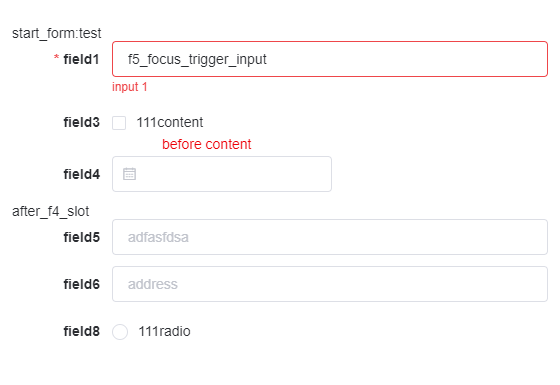 start_form:test
* field1 f5_focus_trigger_input
input 1
field3 111content
before content
field4
after_f4_slot
field5 adfasfdsa
field6 address
field8 111radio